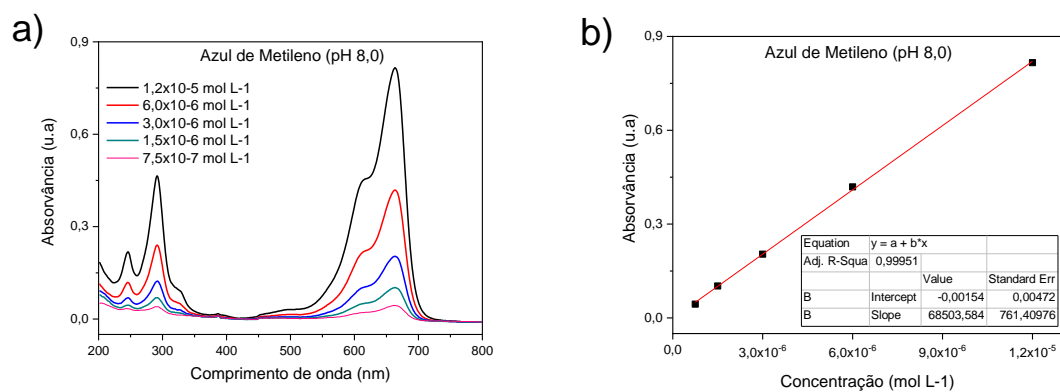 a)
Azul de Metileno (pH 8,0)
1,2x10-5 mol L-1
6,0x10-6 mol L-1
3,0x10-6 mol L-1
1,5x10-6 mol L-1
7,5x10-7 mol L-1
Absorvância (u.a)
0,9
0,6
0,3
0,0
200 300 400 500 600 700 800
Comprimento de onda (nm)
b)
Azul de Metileno (pH 8,0)
Absorvância (u.a)
0,9
0,6
0,3
0,0
Equation y = a + b*x
Adj. R-Squa 0,99951
Value Standard Err
B Intercept -0,00154 0,00472
B Slope 68503,584 761,40976
0,0 3,0x10⁻⁶ 6,0x10⁻⁶ 9,0x10⁻⁶ 1,2x10⁻⁵
Concentração (mol L-1)